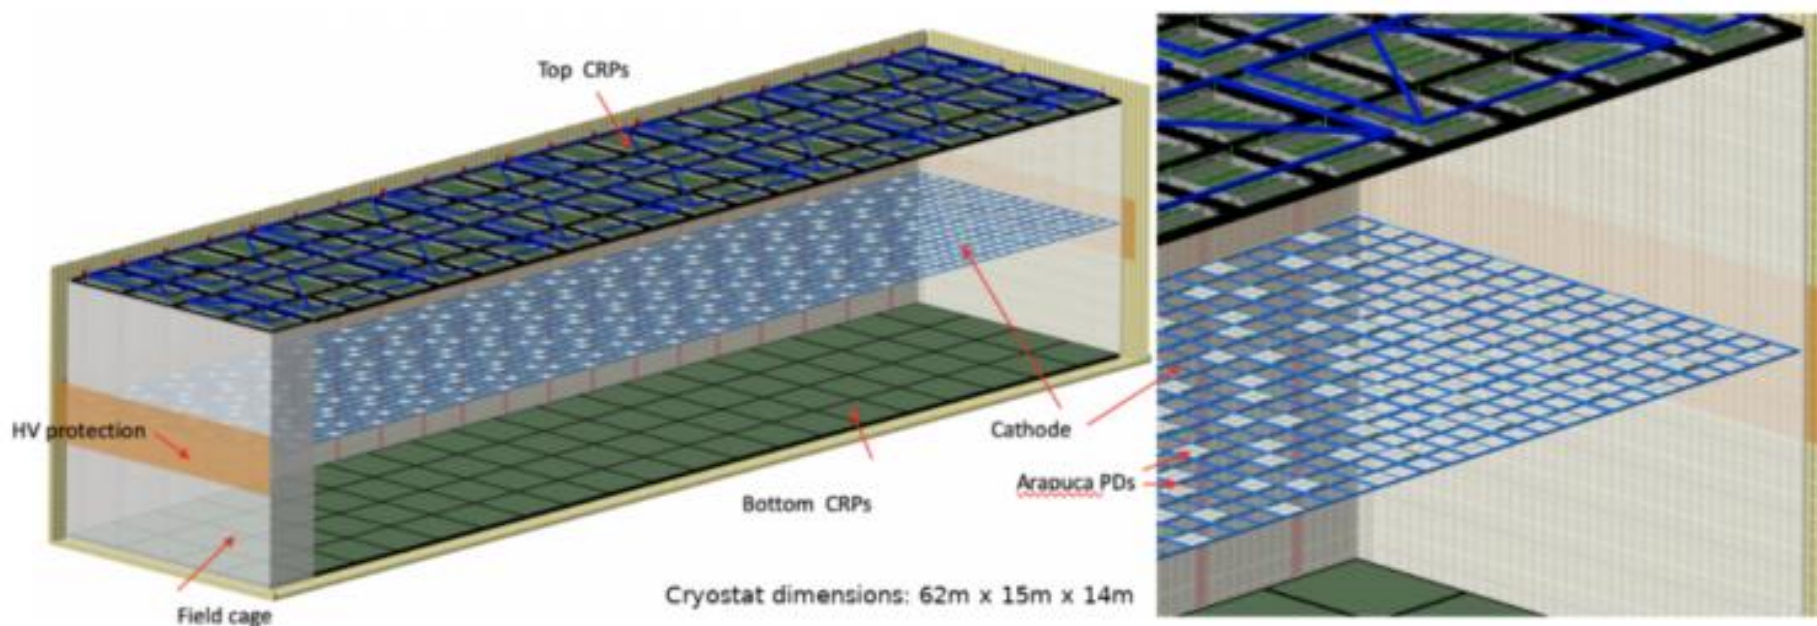 Top CRPs
HV protection
Cathode
Arapuca PDs
Bottom CRPs
Cryostat dimensions: 62m x 15m x 14m
Field cage